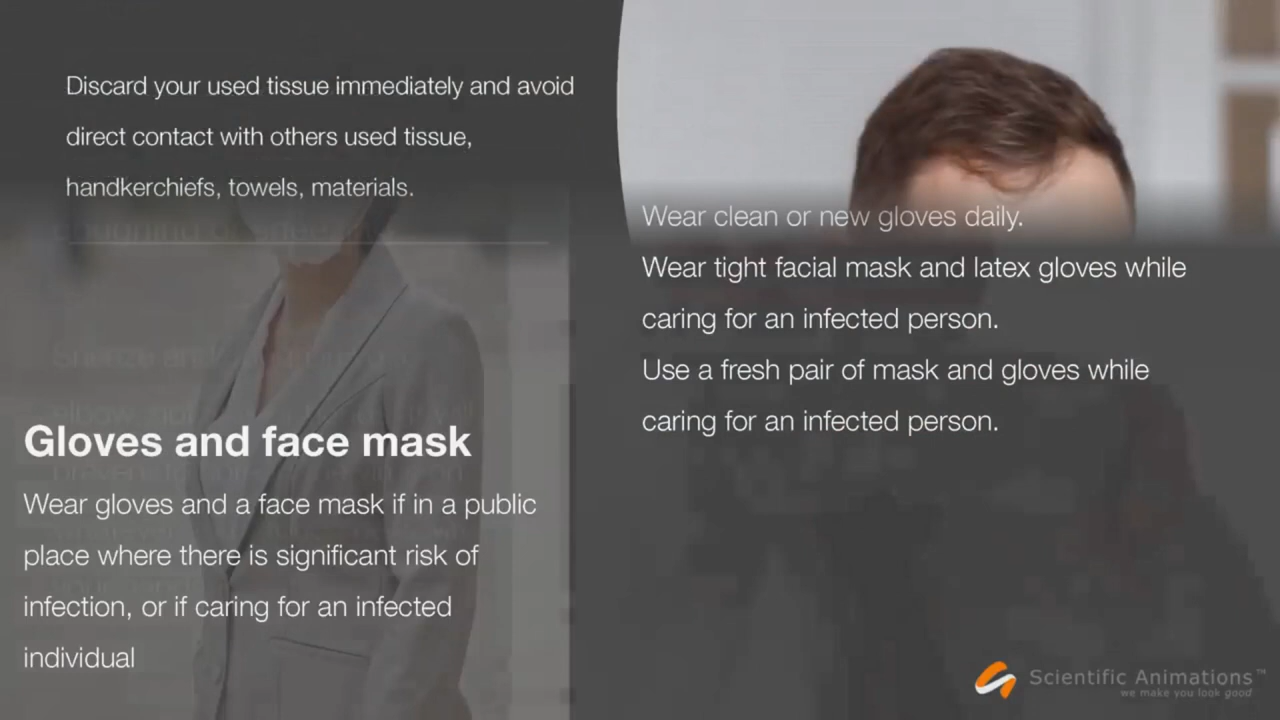 Discard your used tissue immediately and avoid
direct contact with others used tissue,
handkerchiefs, towels, materials.
Gloves and face mask
Wear gloves and a face mask if in a public
place where there is significant risk of
infection, or if caring for an infected
individual
Wear clean or new gloves daily.
Wear tight facial mask and latex gloves while
caring for an infected person.
Use a fresh pair of mask and gloves while
caring for an infected person.
Scientific Animations™
we make you look good